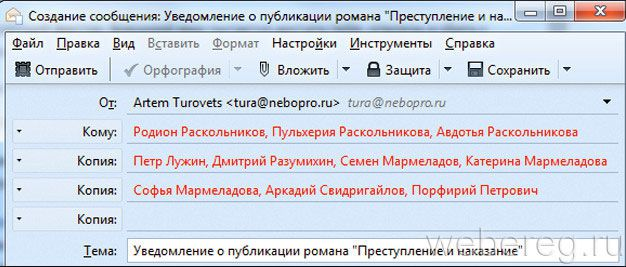 Создание сообщения: Уведомление о публикации романа "Преступление и на...
Файл Правка Вид Вставить Формат Настройки Инструменты Справка
Отправить Орфография Вложить Защита Сохранить
От: Artem Turovets <tura@nebopro.ru> tura@nebopro.ru
Кому: Родион Раскольников, Пульхерия Раскольникова, Авдотья Раскольникова
Копия: Петр Лужин, Дмитрий Разумихин, Семен Мармеладов, Катерина Мармеладова
Копия: Софья Мармеладова, Аркадий Свидригайлов, Порфирий Петрович
Копия:
Тема: Уведомление о публикации романа "Преступление и наказание"
webereg.ru